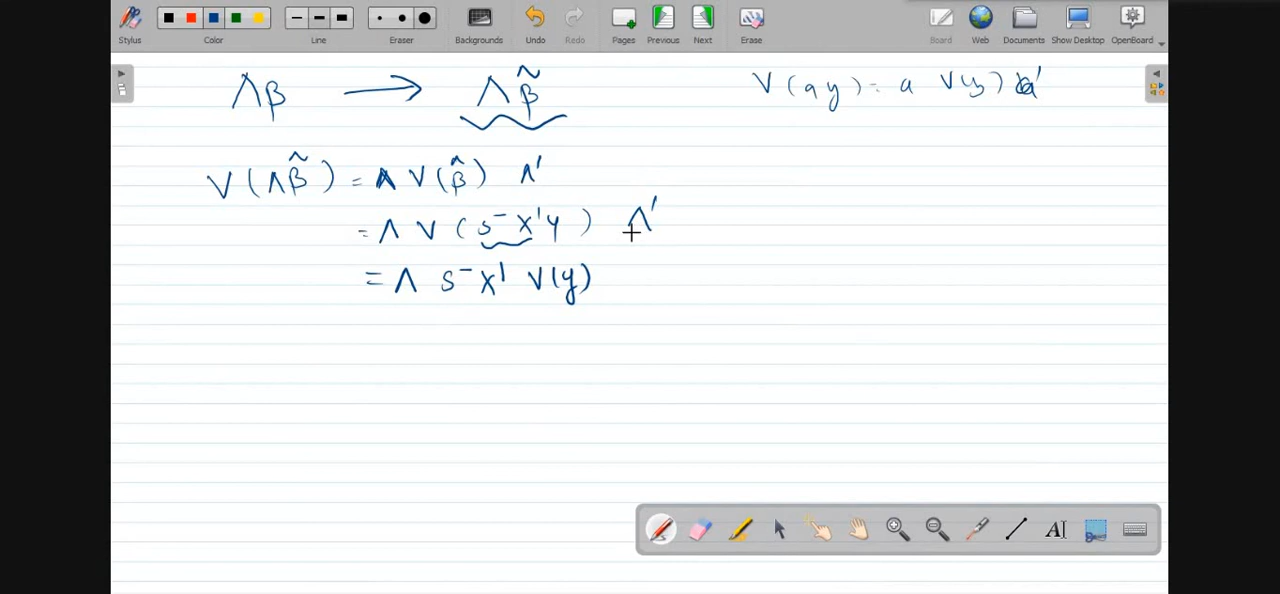 Stylus Color Line Eraser Backgrounds Undo Redo Pages Previous Next Erase Board Web Documents Show Desktop OpenBoard
Λβ → Λβ̃
V(ay) = a V(y) a'
V(Λβ̃) = Λ V(β̂) Λ'
= Λ V(S⁻X'y) Λ'
= Λ S⁻X' V(y)
AI